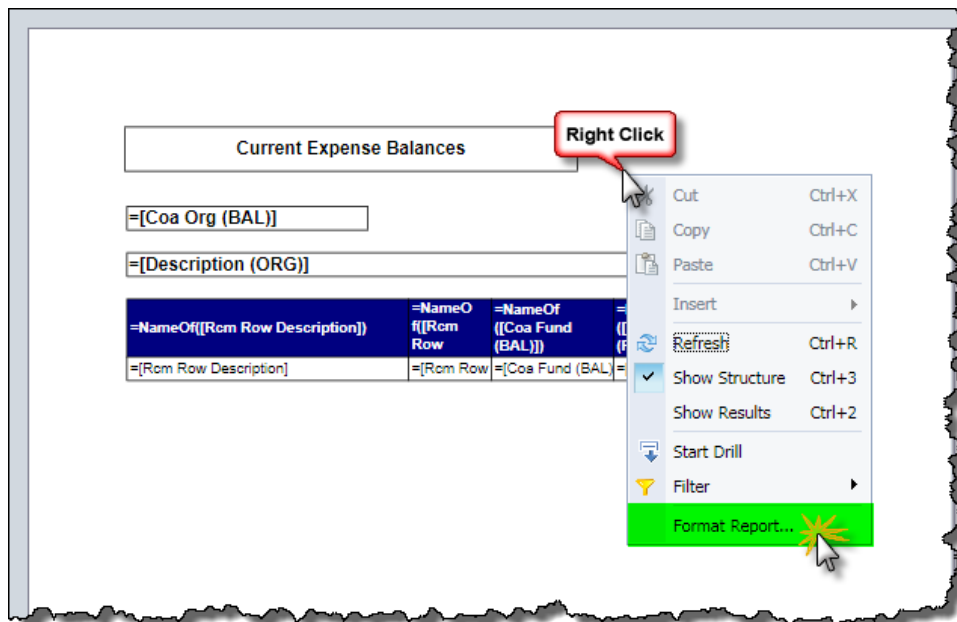 Current Expense Balances
Right Click
=[Coa Org (BAL)]
=[Description (ORG)]
=NameOf([Rcm Row Description])
=NameO
f([Rcm
Row
=NameOf
([Coa Fund
(BAL)])
=[Rcm Row Description]
=[Rcm Row
=[Coa Fund (BAL)
Cut Ctrl+X
Copy Ctrl+C
Paste Ctrl+V
Insert
Refresh Ctrl+R
Show Structure Ctrl+3
Show Results Ctrl+2
Start Drill
Filter
Format Report...